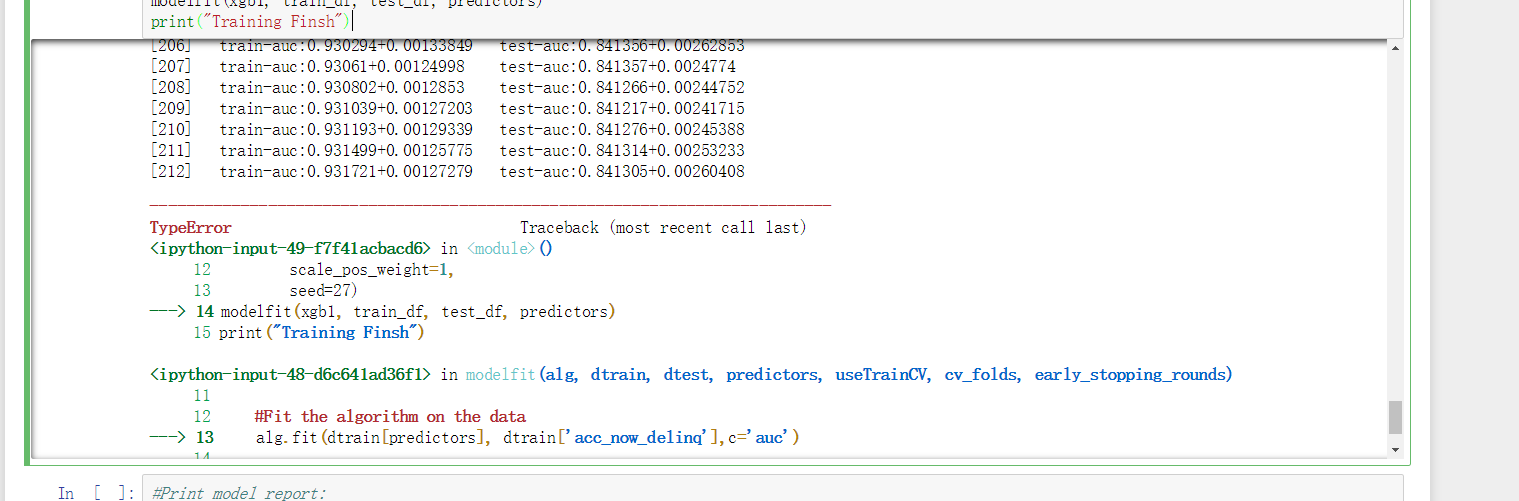 modelfit(xgb1, train_df, test_df, predictors)
print("Training Finsh")
[206] train-auc:0.930294+0.00133849 test-auc:0.841356+0.00262853
[207] train-auc:0.93061+0.00124998 test-auc:0.841357+0.0024774
[208] train-auc:0.930802+0.0012853 test-auc:0.841266+0.00244752
[209] train-auc:0.931039+0.00127203 test-auc:0.841217+0.00241715
[210] train-auc:0.931193+0.00129339 test-auc:0.841276+0.00245388
[211] train-auc:0.931499+0.00125775 test-auc:0.841314+0.00253233
[212] train-auc:0.931721+0.00127279 test-auc:0.841305+0.00260408
---------------------------------------------------------------------------
TypeError Traceback (most recent call last)
<ipython-input-49-f7f41acbacd6> in <module>()
12 scale_pos_weight=1,
13 seed=27)
---> 14 modelfit(xgb1, train_df, test_df, predictors)
15 print("Training Finsh")
<ipython-input-48-d6c641ad36f1> in modelfit(alg, dtrain, dtest, predictors, useTrainCV, cv_folds, early_stopping_rounds)
11
12 #Fit the algorithm on the data
---> 13 alg.fit(dtrain[predictors], dtrain['acc_now_delinq'],c='auc')
14
In [ ]: #Print model report: